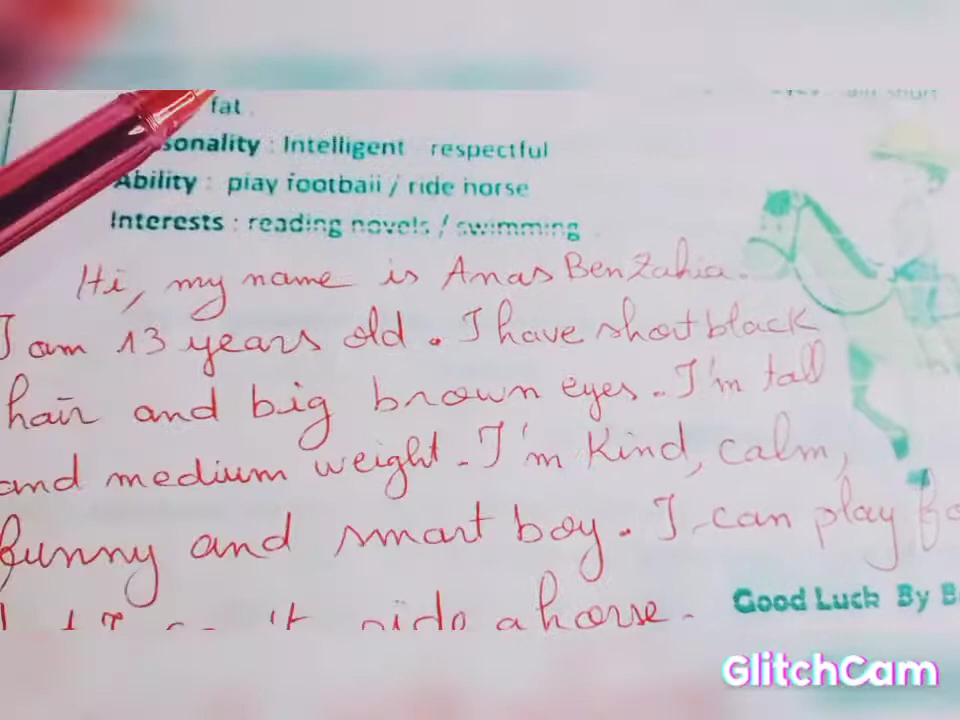 fat.
sonality : Intelligent respectful
Ability : play football / ride horse
Interests : reading novels / swimming
Hi, my name is Anas BenZahia.
I am 13 years old. I have short black
hair and big brown eyes. I'm tall
and medium weight. I'm Kind, calm,
funny and smart boy. I can play
ride a horse.
Good Luck By
GlitchCam